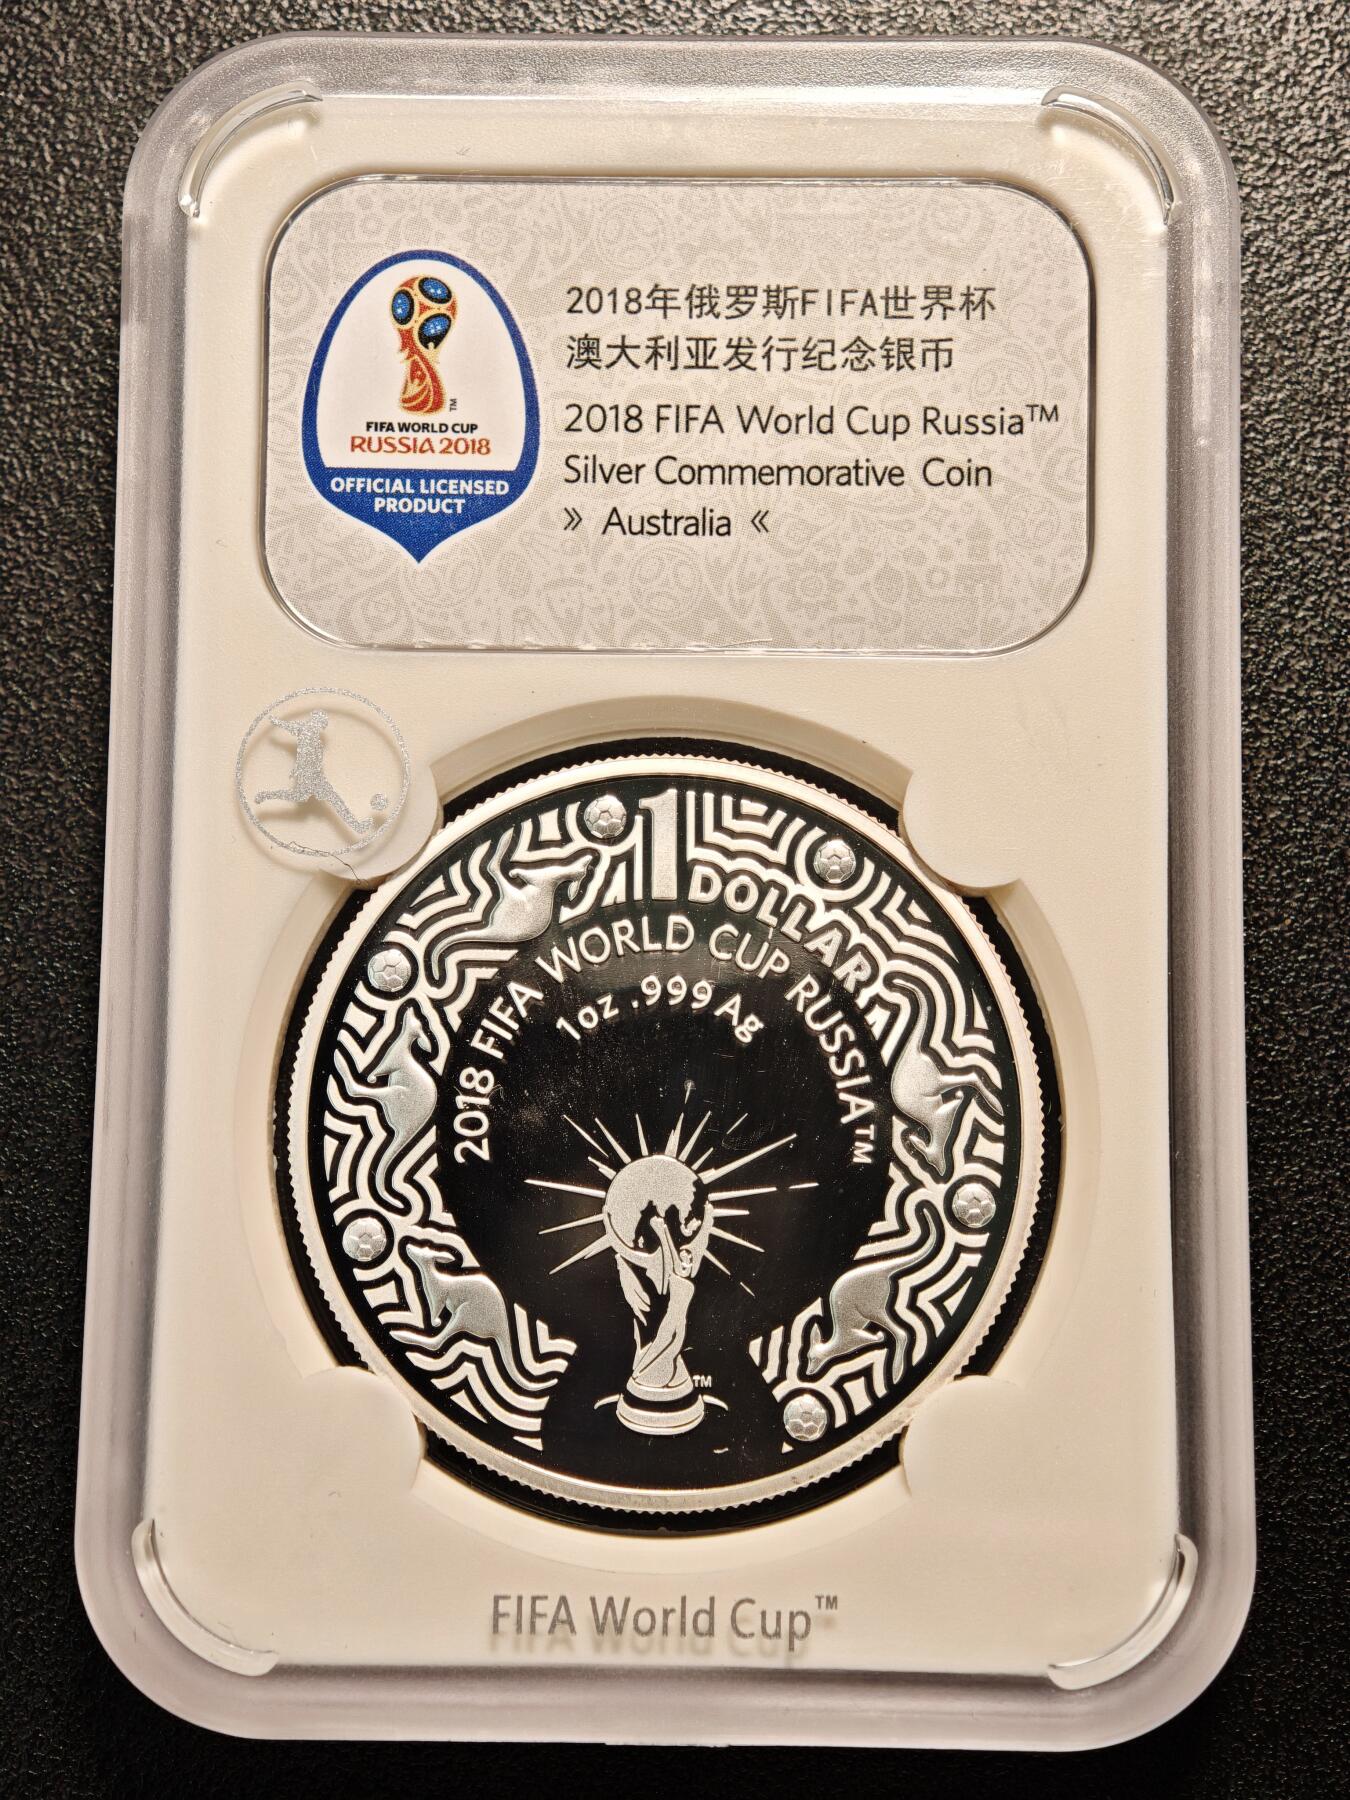 FIFA WORLD CUP™
RUSSIA 2018
OFFICIAL LICENSED
PRODUCT
2018年俄罗斯FIFA世界杯
澳大利亚发行纪念银币
2018 FIFA World Cup Russia™
Silver Commemorative Coin
» Australia «
1
DOLLAR
2018 FIFA WORLD CUP RUSSIA™
1oz .999 Ag
TM
FIFA World Cup™